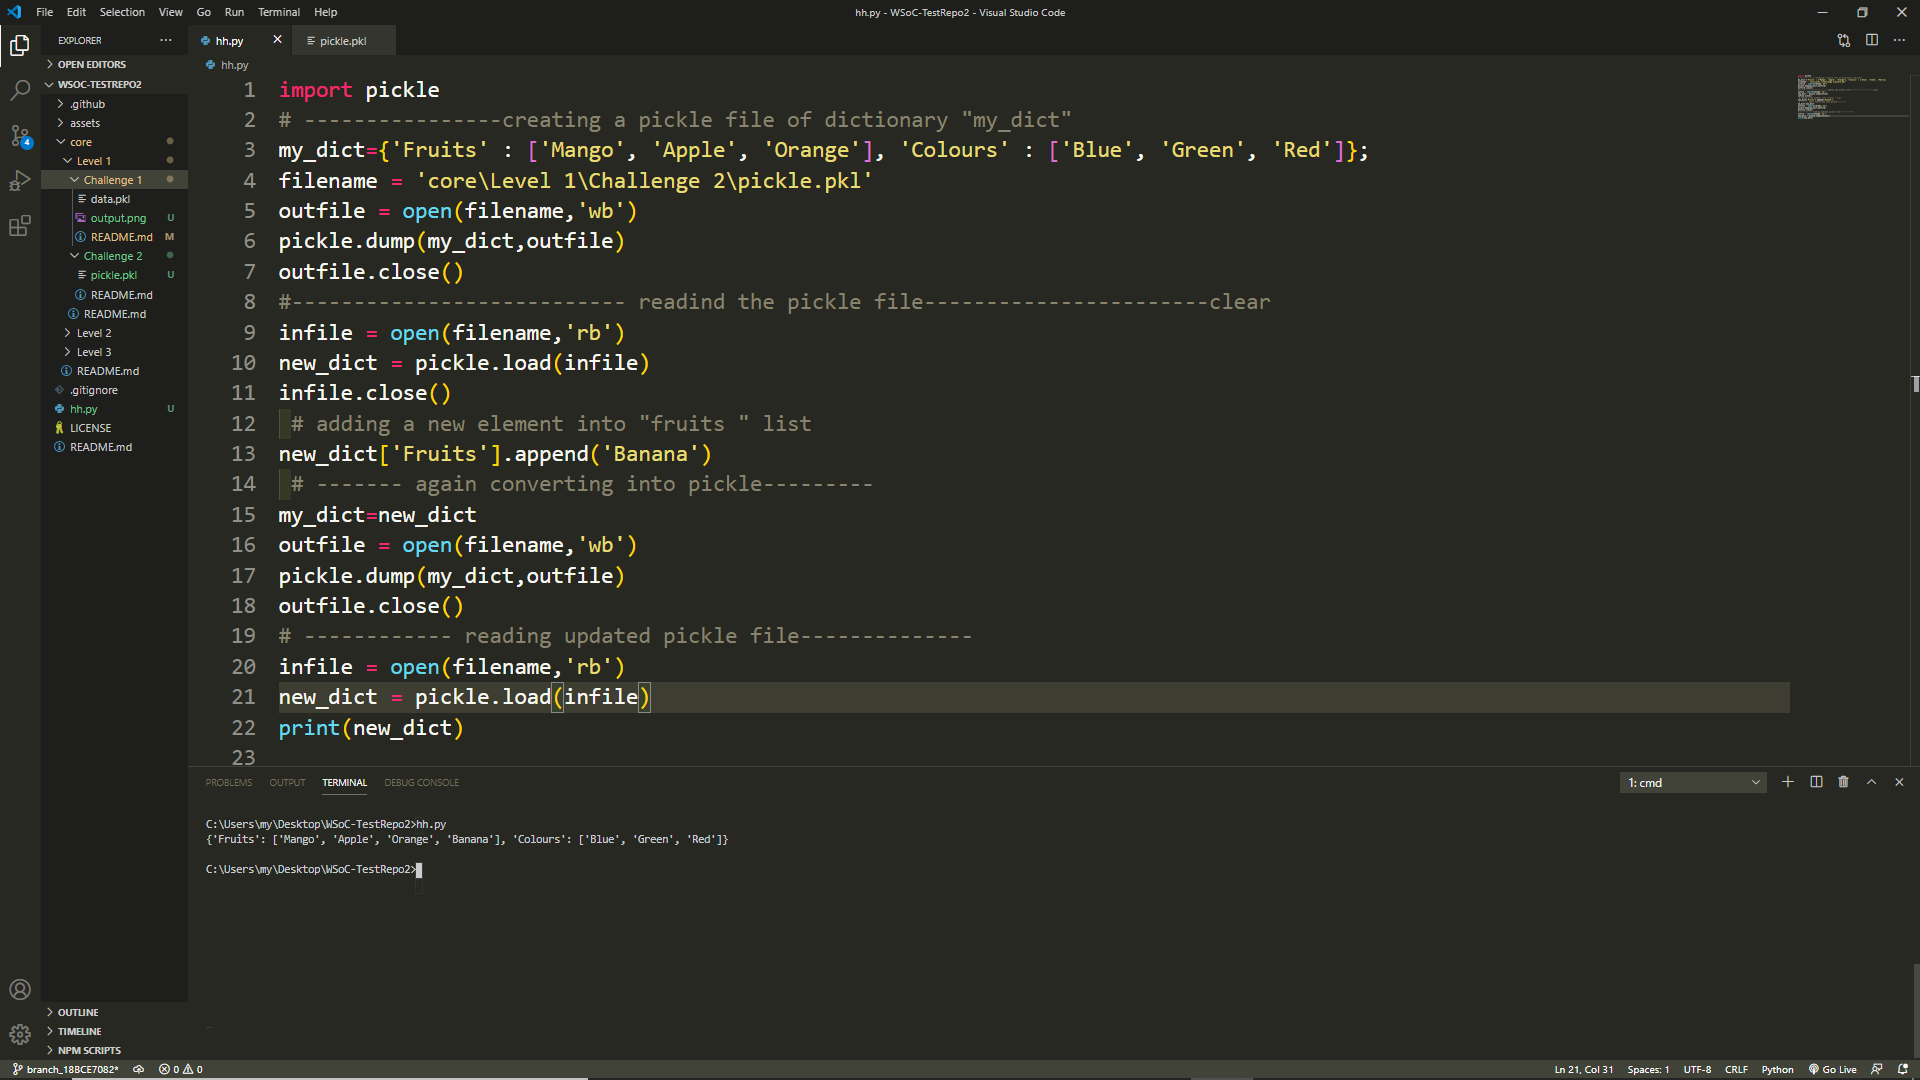 File Edit Selection View Go Run Terminal Help
hh.py - WSoC-TestRepo2 - Visual Studio Code
EXPLORER
OPEN EDITORS
WSOC-TESTREPO2
.github
assets
core
Level 1
Challenge 1
data.pkl
output.png U
README.md M
Challenge 2
pickle.pkl U
README.md
README.md
Level 2
Level 3
README.md
.gitignore
hh.py U
LICENSE
README.md
OUTLINE
TIMELINE
NPM SCRIPTS
4
hh.py pickle.pkl
hh.py
1 import pickle
2 # ----------------creating a pickle file of dictionary "my_dict"
3 my_dict={'Fruits' : ['Mango', 'Apple', 'Orange'], 'Colours' : ['Blue', 'Green', 'Red']};
4 filename = 'core\Level 1\Challenge 2\pickle.pkl'
5 outfile = open(filename,'wb')
6 pickle.dump(my_dict,outfile)
7 outfile.close()
8 #--------------------------- readind the pickle file-----------------------clear
9 infile = open(filename,'rb')
10 new_dict = pickle.load(infile)
11 infile.close()
12 # adding a new element into "fruits " list
13 new_dict['Fruits'].append('Banana')
14 # ------- again converting into pickle---------
15 my_dict=new_dict
16 outfile = open(filename,'wb')
17 pickle.dump(my_dict,outfile)
18 outfile.close()
19 # ------------ reading updated pickle file--------------
20 infile = open(filename,'rb')
21 new_dict = pickle.load(infile)
22 print(new_dict)
23
PROBLEMS OUTPUT TERMINAL DEBUG CONSOLE
1: cmd
C:\Users\my\Desktop\WSoC-TestRepo2>hh.py
{'Fruits': ['Mango', 'Apple', 'Orange', 'Banana'], 'Colours': ['Blue', 'Green', 'Red']}
C:\Users\my\Desktop\WSoC-TestRepo2>
branch_18BCE7082* 0 0
Ln 21, Col 31 Spaces: 1 UTF-8 CRLF Python Go Live